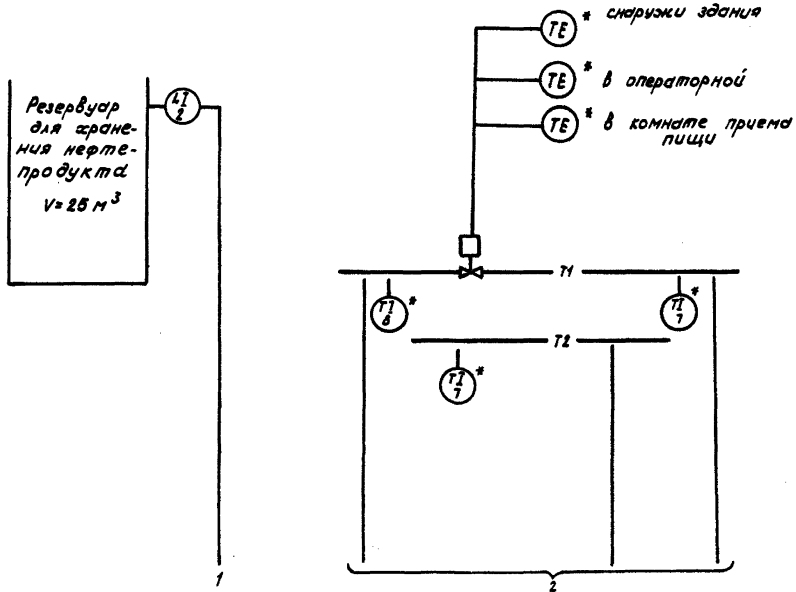 TE * снаружи здания
TE * в операторной
TE * в комнате приема
пищи
LI
2
Резервуар
для хране-
ния нефте-
продукта
V=25 м³
T1
TI *
8
TI *
7
T2
TI *
7
1
2